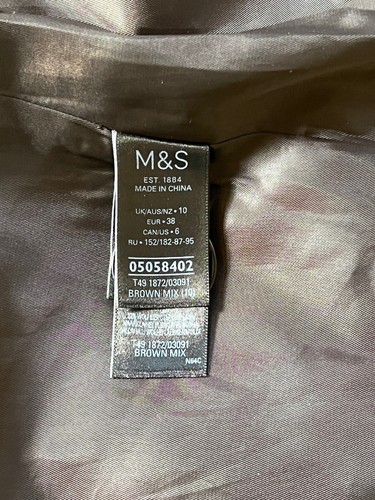 M&S
EST. 1884
MADE IN CHINA
UK/AUS/NZ • 10
EUR • 38
CAN/US • 6
RU • 152/182-87-95
05058402
T49 1872/03091
BROWN MIX (10)
T49 1872/03091
BROWN MIX
N64C